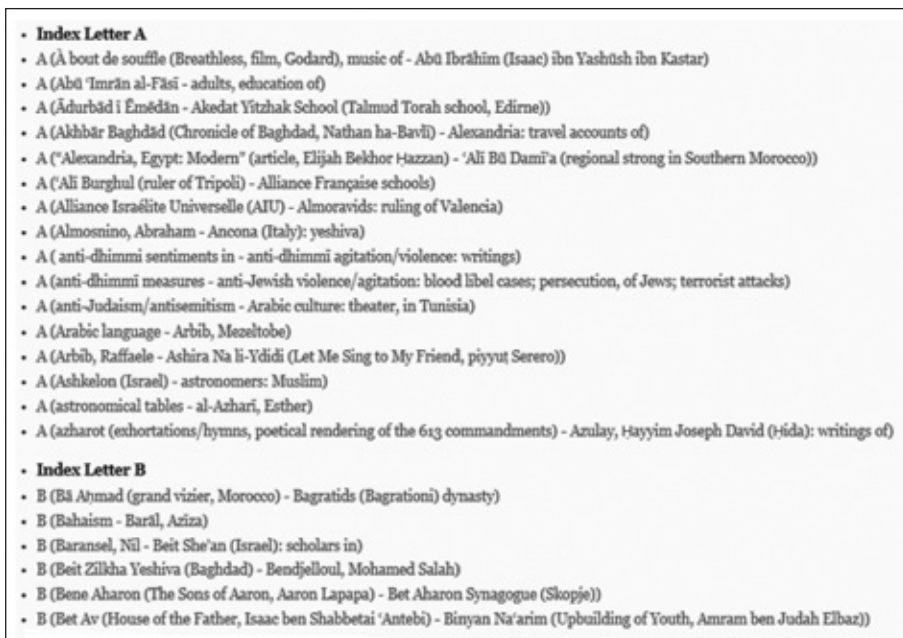 • Index Letter A
• A (À bout de souffle (Breathless, film, Godard), music of - Abū Ibrāhīm (Isaac) ibn Yashūsh ibn Kastar)
• A (Abū ʿImrān al-Fāsī - adults, education of)
• A (Ādurbād ī Ēmēdān - Akedat Yitzhak School (Talmud Torah school, Edirne))
• A (Akhbār Baghdād (Chronicle of Baghdad, Nathan ha-Bavli) - Alexandria: travel accounts of)
• A ("Alexandria, Egypt: Modern" (article, Elijah Bekhor Ḥazzan) - ʿAlī Bū Damīʿa (regional strong in Southern Morocco))
• A (ʿAlī Burghul (ruler of Tripoli) - Alliance Française schools)
• A (Alliance Israélite Universelle (AIU) - Almoravids: ruling of Valencia)
• A (Almosnino, Abraham - Ancona (Italy): yeshiva)
• A ( anti-dhimmi sentiments in - anti-dhimmī agitation/violence: writings)
• A (anti-dhimmī measures - anti-Jewish violence/agitation: blood libel cases; persecution, of Jews; terrorist attacks)
• A (anti-Judaism/antisemitism - Arabic culture: theater, in Tunisia)
• A (Arabic language - Arbib, Mezeltobe)
• A (Arbib, Raffaele - Ashira Na li-Ydidi (Let Me Sing to My Friend, piyyuṭ Serero))
• A (Ashkelon (Israel) - astronomers: Muslim)
• A (astronomical tables - al-Azharī, Esther)
• A (azharot (exhortations/hymns, poetical rendering of the 613 commandments) - Azulay, Ḥayyim Joseph David (Ḥida): writings of)
• Index Letter B
• B (Bā Aḥmad (grand vizier, Morocco) - Bagratids (Bagrationi) dynasty)
• B (Bahaism - Barāl, Azīza)
• B (Baransel, Nil - Beit She'an (Israel): scholars in)
• B (Beit Zilkha Yeshiva (Baghdad) - Bendjelloul, Mohamed Salah)
• B (Bene Aharon (The Sons of Aaron, Aaron Lapapa) - Bet Aharon Synagogue (Skopje))
• B (Bet Av (House of the Father, Isaac ben Shabbetai ʿAntebi) - Binyan Naʿarim (Upbuilding of Youth, Amram ben Judah Elbaz))